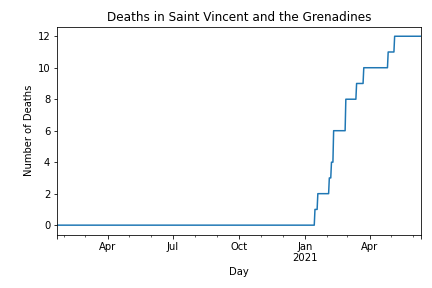 Deaths in Saint Vincent and the Grenadines
12
10
8
6
4
2
0
Number of Deaths
Apr Jul Oct Jan Apr
2021
Day